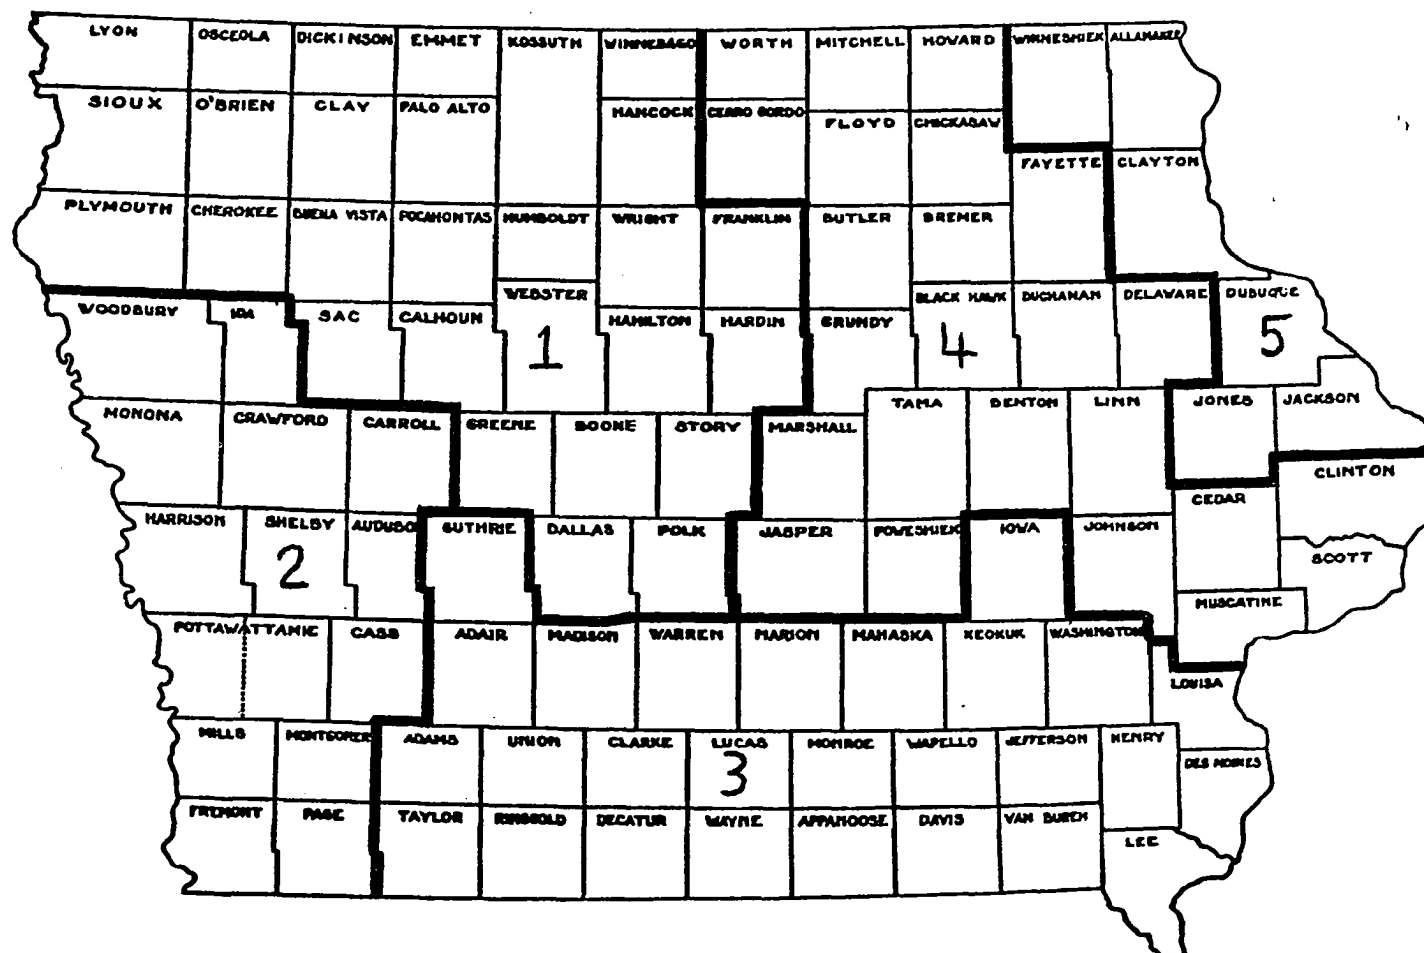 LYON OSCEOLA DICKINSON EMMET KOSSUTH WINNEBAGO WORTH MITCHELL HOWARD WINNESHIEK ALLAMAKEE
SIOUX O'BRIEN CLAY PALO ALTO HANCOCK CERRO GORDO FLOYD CHICKASAW
FAYETTE CLAYTON
PLYMOUTH CHEROKEE BUENA VISTA POCAHONTAS HUMBOLDT WRIGHT FRANKLIN BUTLER BREMER
WOODBURY IDA SAC CALHOUN WEBSTER HAMILTON HARDIN GRUNDY BLACK HAWK BUCHANAN DELAWARE DUBUQUE
1 4 5
MONONA CRAWFORD CARROLL GREENE BOONE STORY MARSHALL TAMA BENTON LINN JONES JACKSON
CLINTON
CEDAR
HARRISON SHELBY AUDUBO GUTHRIE DALLAS POLK JASPER POWESHIEK IOWA JOHNSON
SCOTT
2
MUSCATINE
POTTAWATTAMIE CASS ADAIR MADISON WARREN MARION MAHASKA KEOKUK WASHINGTON
LOUISA
MILLS MONTGOMERY ADAMS UNION CLARKE LUCAS MONROE WAPELLO JEFFERSON HENRY
DES MOINES
3
FREMONT PAGE TAYLOR RINGGOLD DECATUR WAYNE APPANOOSE DAVIS VAN BUREN
LEE